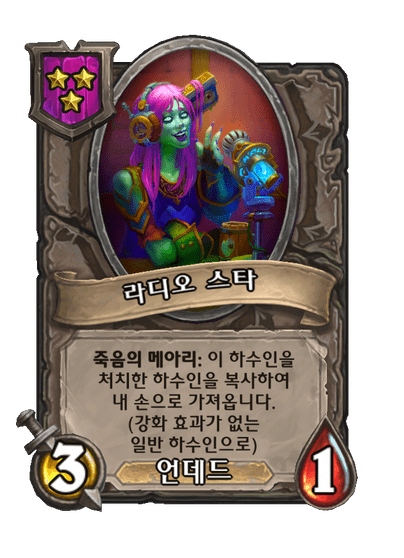 라디오 스타
죽음의 메아리: 이 하수인을
처치한 하수인을 복사하여
내 손으로 가져옵니다.
(강화 효과가 없는
일반 하수인으로)
언데드
3
1